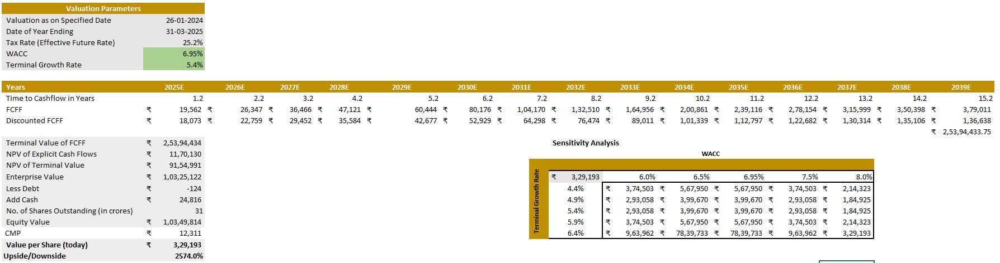 Valuation Parameters
Valuation as on Specified Date 26-01-2024
Date of Year Ending 31-03-2025
Tax Rate (Effective Future Rate) 25.2%
WACC 6.95%
Terminal Growth Rate 5.4%
Years 2025E 2026E 2027E 2028E 2029E 2030E 2031E 2032E 2033E 2034E 2035E 2036E 2037E 2038E 2039E
Time to Cashflow in Years 1.2 2.2 3.2 4.2 5.2 6.2 7.2 8.2 9.2 10.2 11.2 12.2 13.2 14.2 15.2
FCFF ₹ 19,562 ₹ 26,347 ₹ 36,466 ₹ 47,121 ₹ 60,444 ₹ 80,176 ₹ 1,04,170 ₹ 1,32,510 ₹ 1,64,956 ₹ 2,00,861 ₹ 2,39,116 ₹ 2,78,154 ₹ 3,15,999 ₹ 3,50,398 ₹ 3,79,011
Discounted FCFF ₹ 18,073 ₹ 22,759 ₹ 29,452 ₹ 35,584 ₹ 42,677 ₹ 52,929 ₹ 64,298 ₹ 76,474 ₹ 89,011 ₹ 1,01,339 ₹ 1,12,797 ₹ 1,22,682 ₹ 1,30,314 ₹ 1,35,106 ₹ 1,36,638
₹ 2,53,94,433.75
Terminal Value of FCFF ₹ 2,53,94,434
NPV of Explicit Cash Flows ₹ 11,70,130
NPV of Terminal Value ₹ 91,54,991
Enterprise Value ₹ 1,03,25,122
Less Debt ₹ -124
Add Cash ₹ 24,816
No. of Shares Outstanding (in crores) 31
Equity Value ₹ 1,03,49,814
CMP ₹ 12,311
Value per Share (today) ₹ 3,29,193
Upside/Downside 2574.0%
Sensitivity Analysis
WACC
Terminal Growth Rate
₹ 3,29,193 6.0% 6.5% 6.95% 7.5% 8.0%
4.4% ₹ 3,74,503 ₹ 5,67,950 ₹ 5,67,950 ₹ 3,74,503 ₹ 2,14,323
4.9% ₹ 2,93,058 ₹ 3,99,670 ₹ 3,99,670 ₹ 2,93,058 ₹ 1,84,925
5.4% ₹ 2,93,058 ₹ 3,99,670 ₹ 3,99,670 ₹ 2,93,058 ₹ 1,84,925
5.9% ₹ 3,74,503 ₹ 5,67,950 ₹ 5,67,950 ₹ 3,74,503 ₹ 2,14,323
6.4% ₹ 9,63,962 ₹ 78,39,733 ₹ 78,39,733 ₹ 9,63,962 ₹ 3,29,193